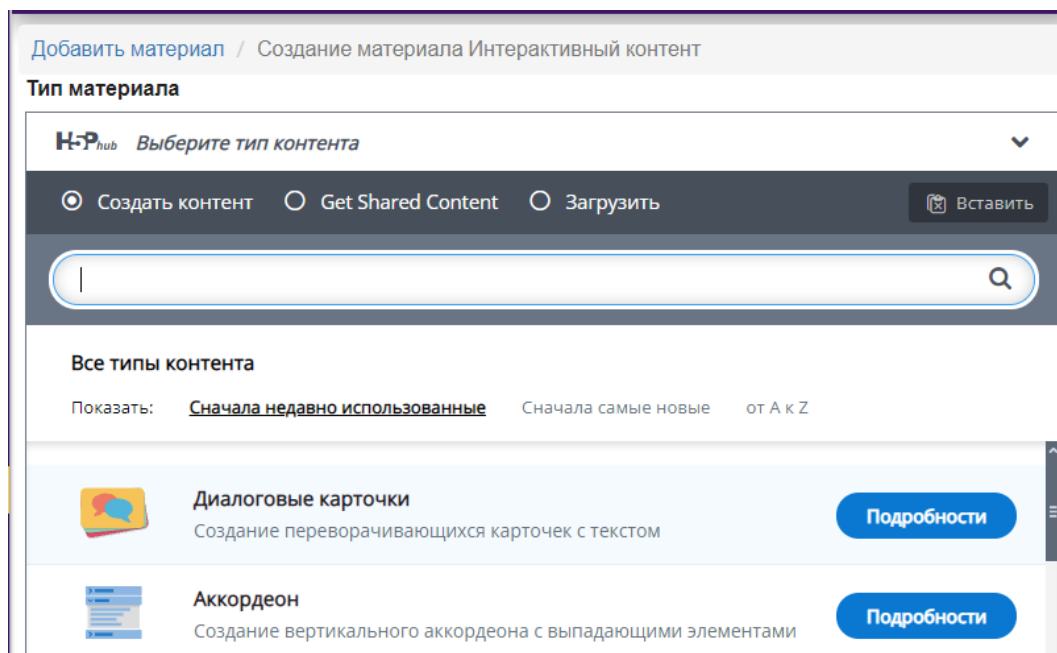 Добавить материал / Создание материала Интерактивный контент
Тип материала
H5P hub Выберите тип контента
Создать контент Get Shared Content Загрузить Вставить
Все типы контента
Показать: Сначала недавно использованные Сначала самые новые от A к Z
Диалоговые карточки
Создание переворачивающихся карточек с текстом
Подробности
Аккордеон
Создание вертикального аккордеона с выпадающими элементами
Подробности